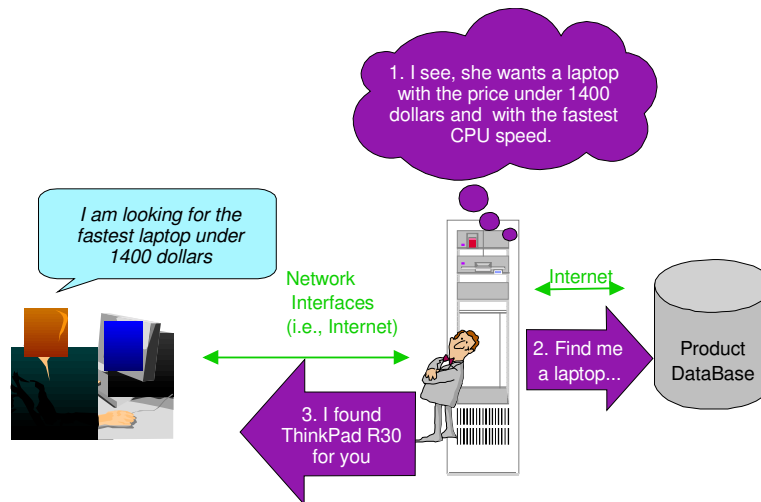 1. I see, she wants a laptop
with the price under 1400
dollars and with the fastest
CPU speed.
I am looking for the
fastest laptop under
1400 dollars
Network
Interfaces
(i.e., Internet)
Internet
2. Find me
a laptop...
Product
DataBase
3. I found
ThinkPad R30
for you